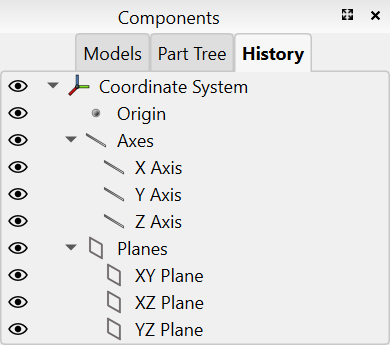 Components
Models Part Tree History
Coordinate System
Origin
Axes
X Axis
Y Axis
Z Axis
Planes
XY Plane
XZ Plane
YZ Plane